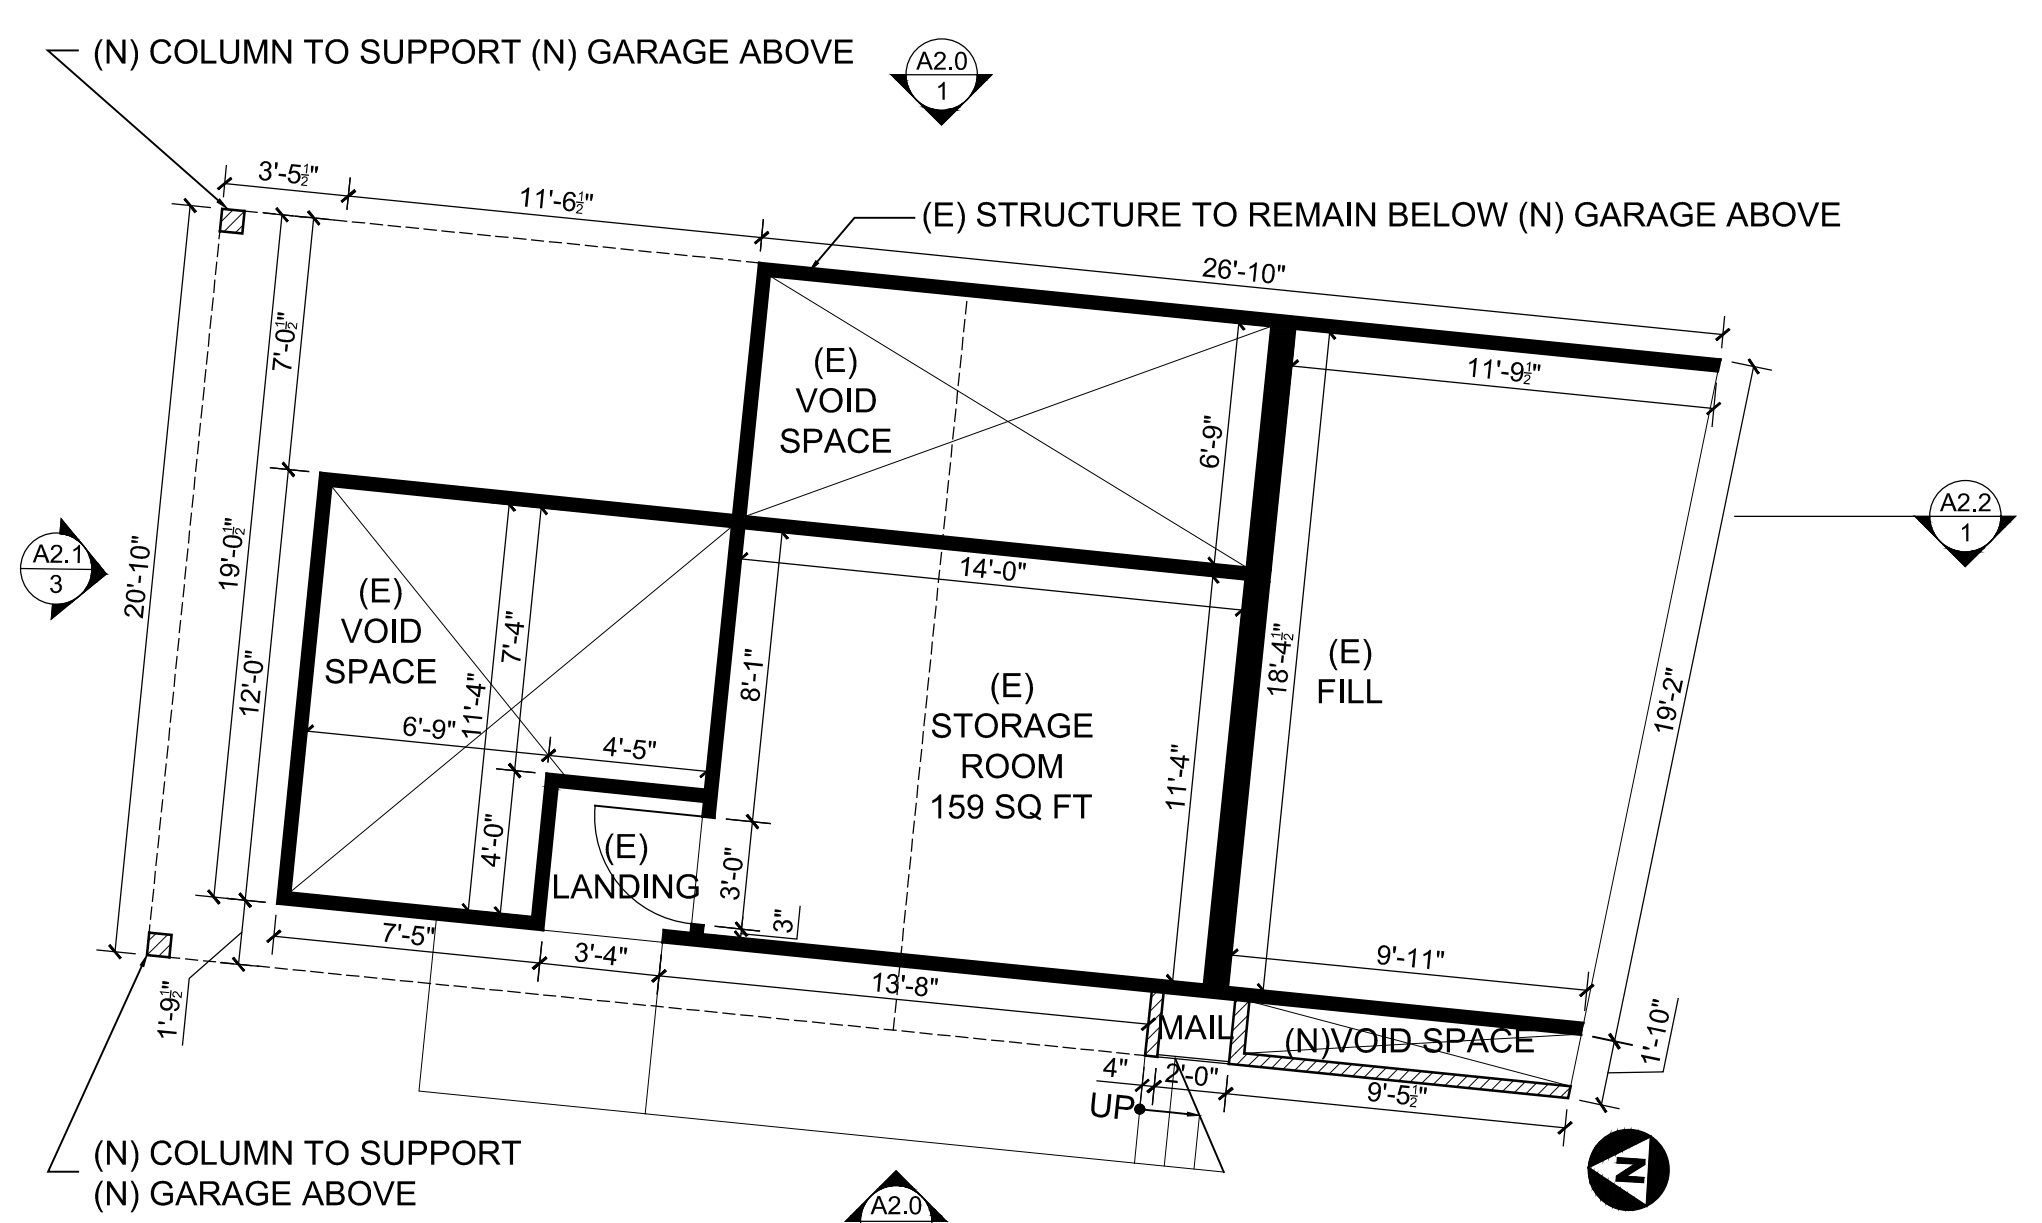 (N) COLUMN TO SUPPORT (N) GARAGE ABOVE
A2.0
1
3'-5½"
11'-6½"
(E) STRUCTURE TO REMAIN BELOW (N) GARAGE ABOVE
26'-10"
7'-0½"
11'-9½"
(E)
VOID
SPACE
6'-9"
A2.2
1
A2.1
3
20'-10"
19'-0½"
14'-0"
(E)
VOID
SPACE
7'-4"
12'-0"
11'-4"
8'-1"
18'-4½"
(E)
FILL
(E)
STORAGE
ROOM
159 SQ FT
19'-2"
6'-9"
4'-5"
11'-4"
4'-0"
(E)
LANDING
3'-0"
3"
7'-5"
3'-4"
13'-8"
9'-11"
1'-9½"
MAIL
(N)VOID SPACE
1'-10"
4"
2'-0"
9'-5½"
UP
(N) COLUMN TO SUPPORT
(N) GARAGE ABOVE
N
A2.0